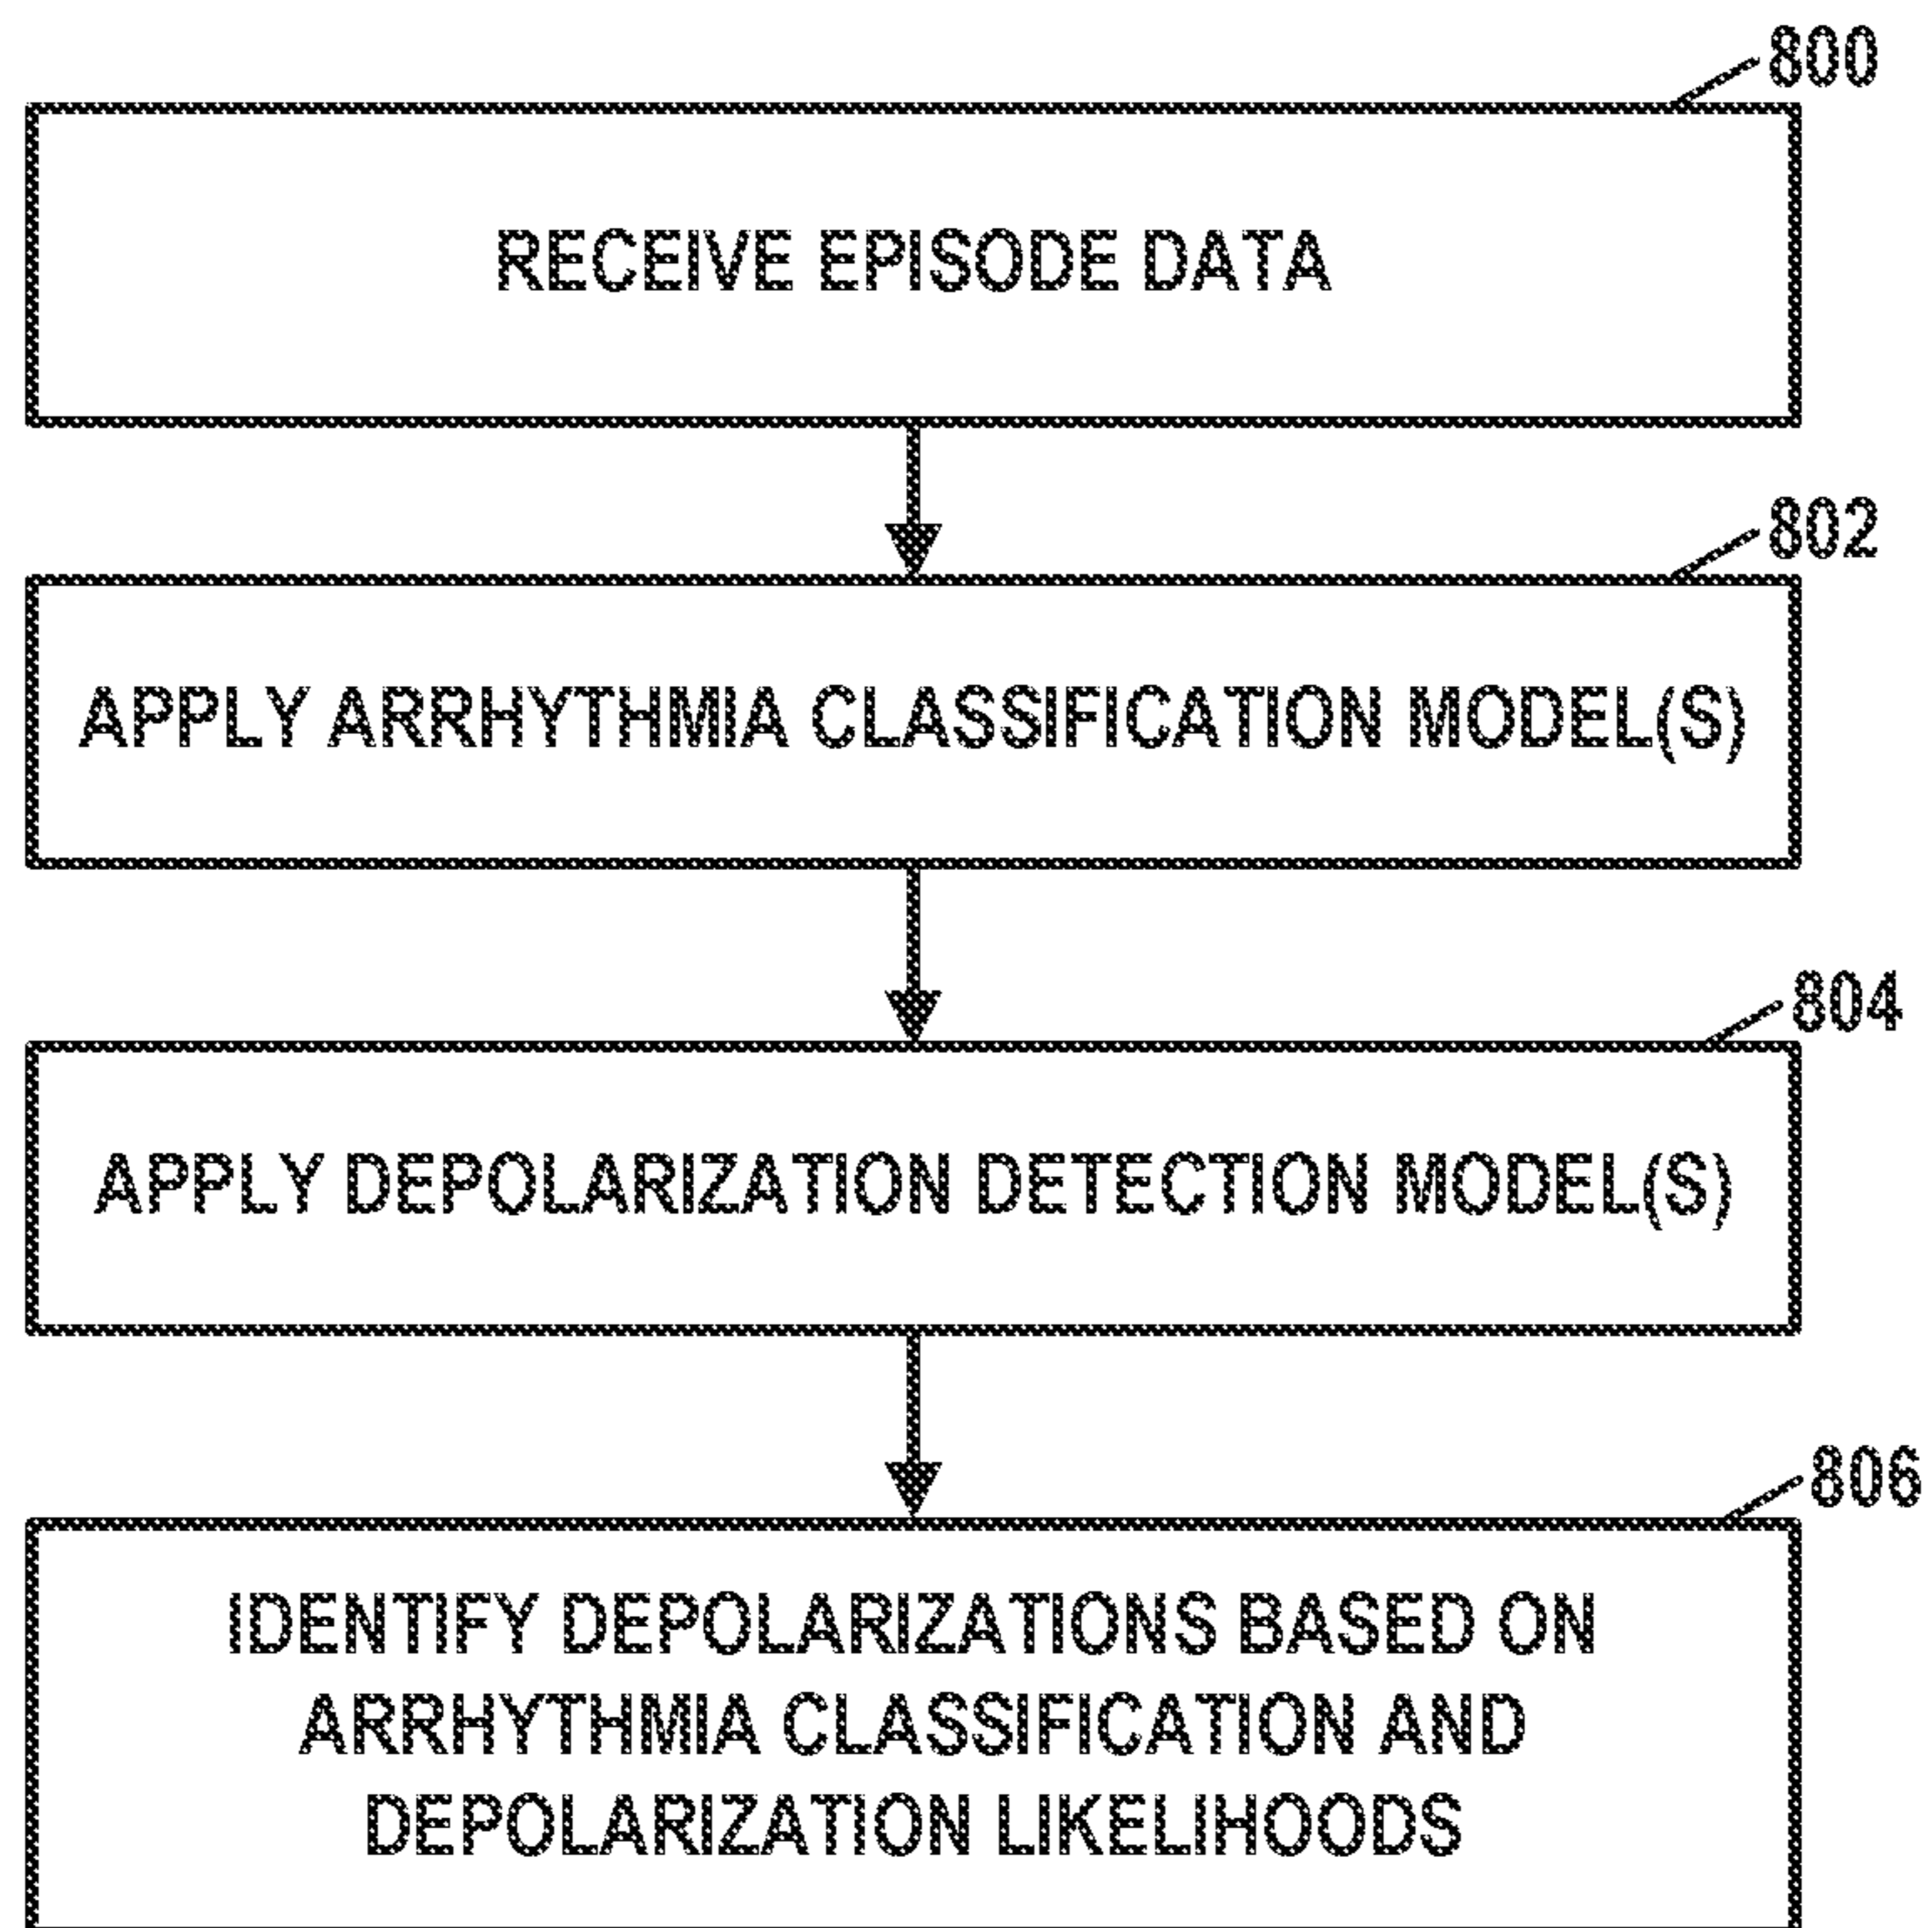 800
RECEIVE EPISODE DATA
802
APPLY ARRHYTHMIA CLASSIFICATION MODEL(S)
804
APPLY DEPOLARIZATION DETECTION MODEL(S)
806
IDENTIFY DEPOLARIZATIONS BASED ON
ARRHYTHMIA CLASSIFICATION AND
DEPOLARIZATION LIKELIHOODS